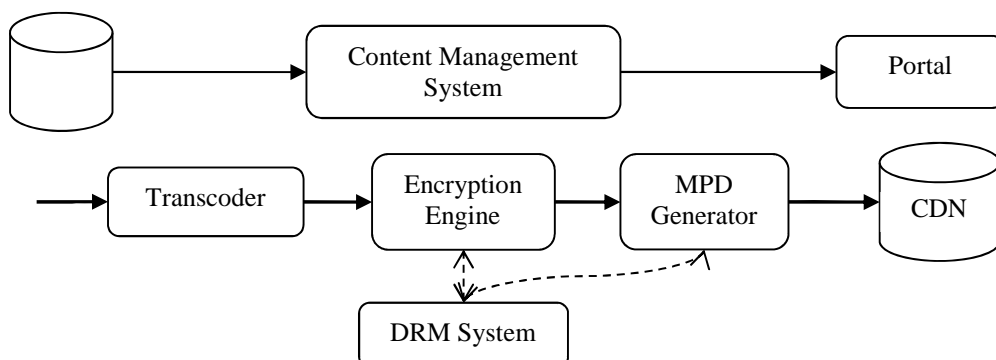 Content Management
System
Portal
Transcoder
Encryption
Engine
MPD
Generator
CDN
DRM System